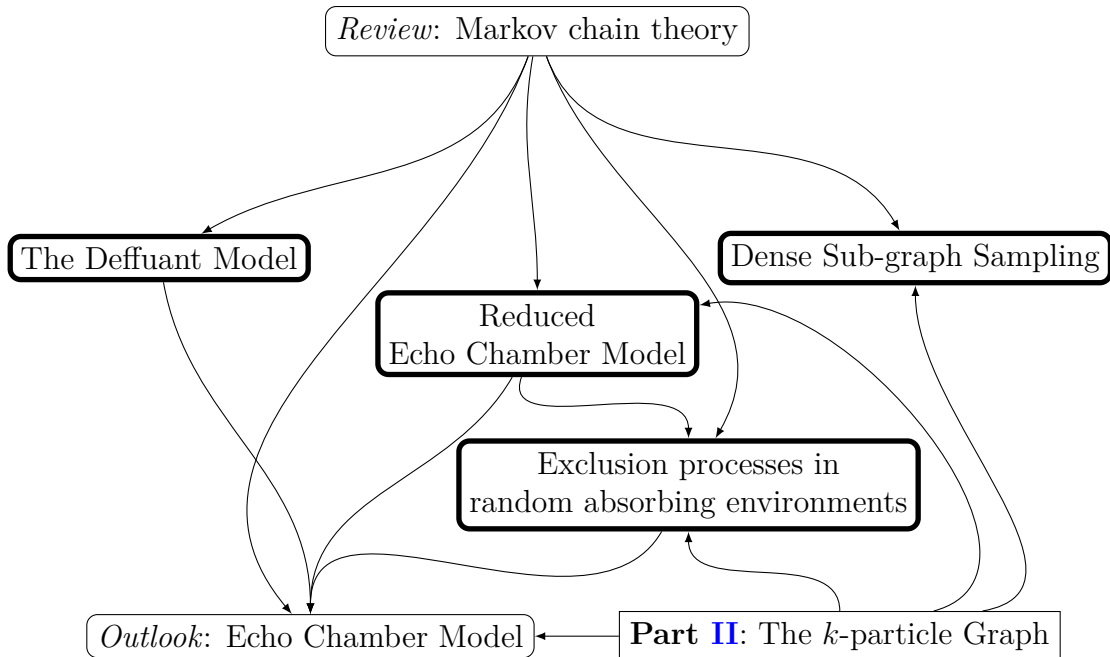 Review: Markov chain theory
The Deffuant Model
Dense Sub-graph Sampling
Reduced
Echo Chamber Model
Exclusion processes in
random absorbing environments
Outlook: Echo Chamber Model
Part II: The k-particle Graph